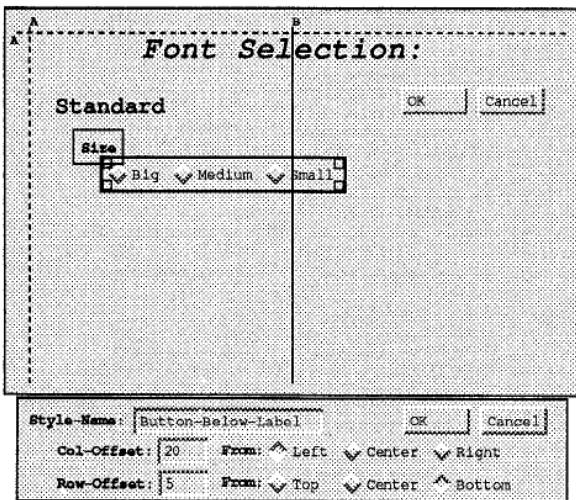 A B
A
Font Selection:
Standard
OK Cancel
Size
Big Medium Small
Style-Name: Button-Below-Label OK Cancel
Col-Offset: 20 From: Left Center Right
Row-Offset: 5 From: Top Center Bottom